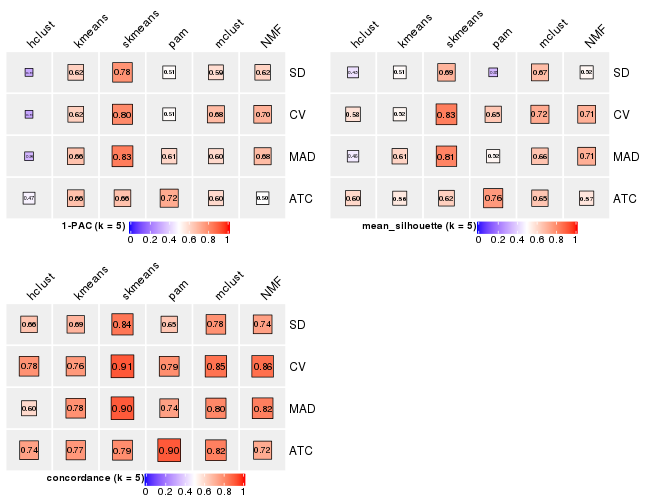 hclust kmeans skmeans pam mclust NMF
0.62 0.78 0.51 0.59 0.62 SD
0.62 0.80 0.51 0.68 0.70 CV
0.66 0.83 0.61 0.60 0.68 MAD
0.47 0.66 0.66 0.72 0.60 0.50 ATC
1-PAC (k = 5)
0 0.2 0.4 0.6 0.8 1
hclust kmeans skmeans pam mclust NMF
0.51 0.69 0.67 0.52 SD
0.58 0.52 0.83 0.65 0.72 0.71 CV
0.61 0.81 0.52 0.66 0.71 MAD
0.60 0.56 0.62 0.76 0.65 0.57 ATC
mean_silhouette (k = 5)
0 0.2 0.4 0.6 0.8 1
hclust kmeans skmeans pam mclust NMF
0.66 0.69 0.84 0.65 0.78 0.74 SD
0.78 0.76 0.91 0.79 0.85 0.86 CV
0.60 0.78 0.90 0.74 0.80 0.82 MAD
0.74 0.77 0.79 0.90 0.82 0.72 ATC
concordance (k = 5)
0 0.2 0.4 0.6 0.8 1